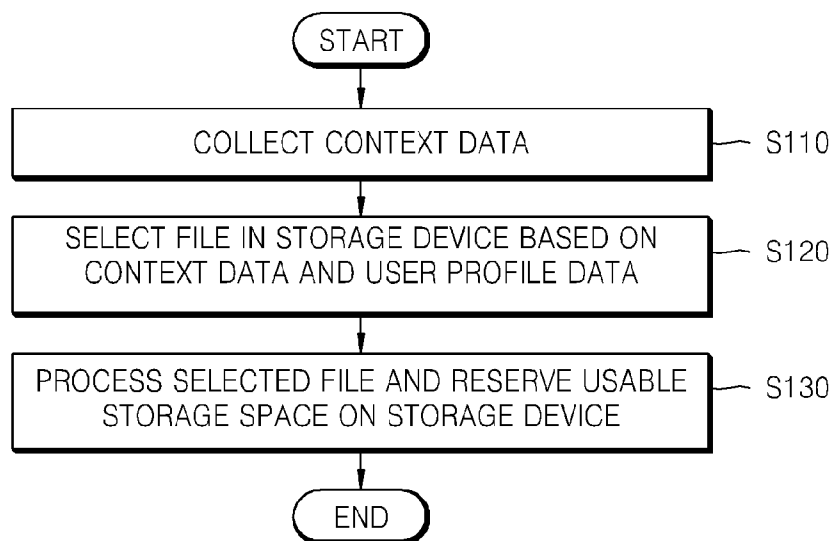 START
COLLECT CONTEXT DATA
S110
SELECT FILE IN STORAGE DEVICE BASED ON
CONTEXT DATA AND USER PROFILE DATA
S120
PROCESS SELECTED FILE AND RESERVE USABLE
STORAGE SPACE ON STORAGE DEVICE
S130
END